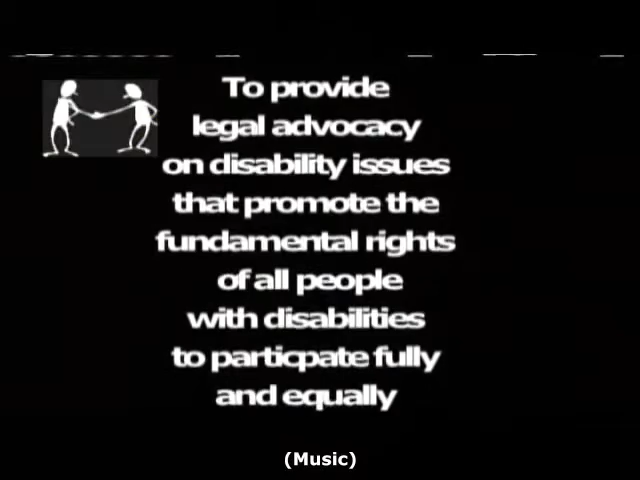 To provide
legal advocacy
on disability issues
that promote the
fundamental rights
of all people
with disabilities
to particpate fully
and equally
(Music)